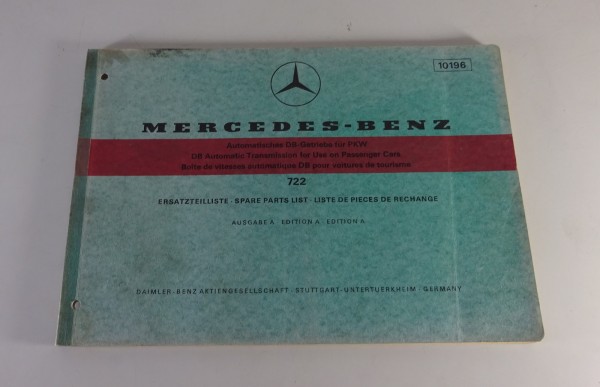 10196
MERCEDES-BENZ
Automatisches DB-Getriebe für PKW
DB Automatic-Transmission for Use on Passenger Cars
Boîte de vitesses automatique DB pour voitures de tourisme
722
ERSATZTEILLISTE · SPARE PARTS LIST · LISTE DE PIECES DE RECHANGE
AUSGABE A · EDITION A · EDITION A
DAIMLER-BENZ AKTIENGESELLSCHAFT · STUTTGART-UNTERTUERKHEIM · GERMANY